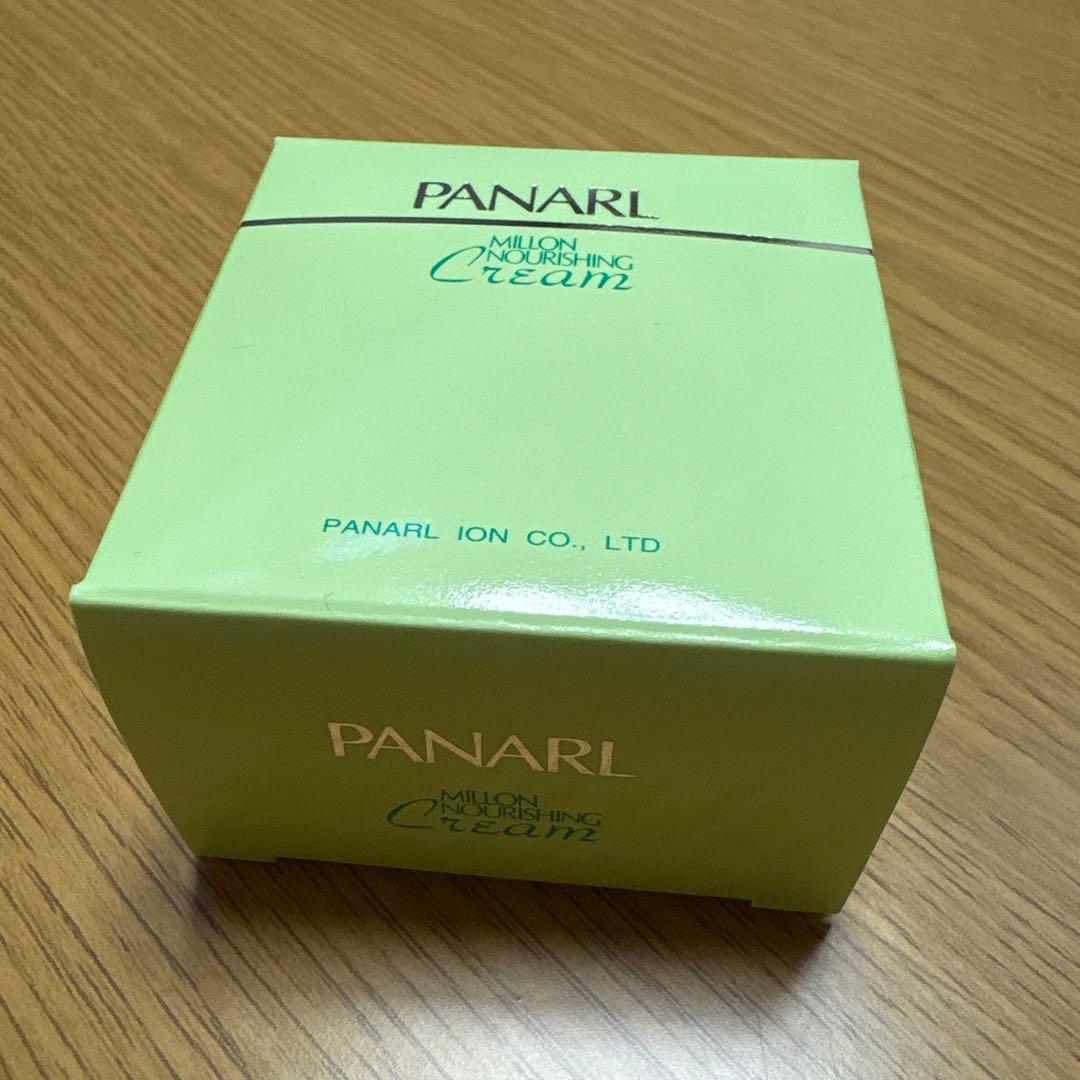 PANARL
MILLON
NOURISHING
Cream
PANARL ION CO., LTD
PANARL
MILLON
NOURISHING
Cream